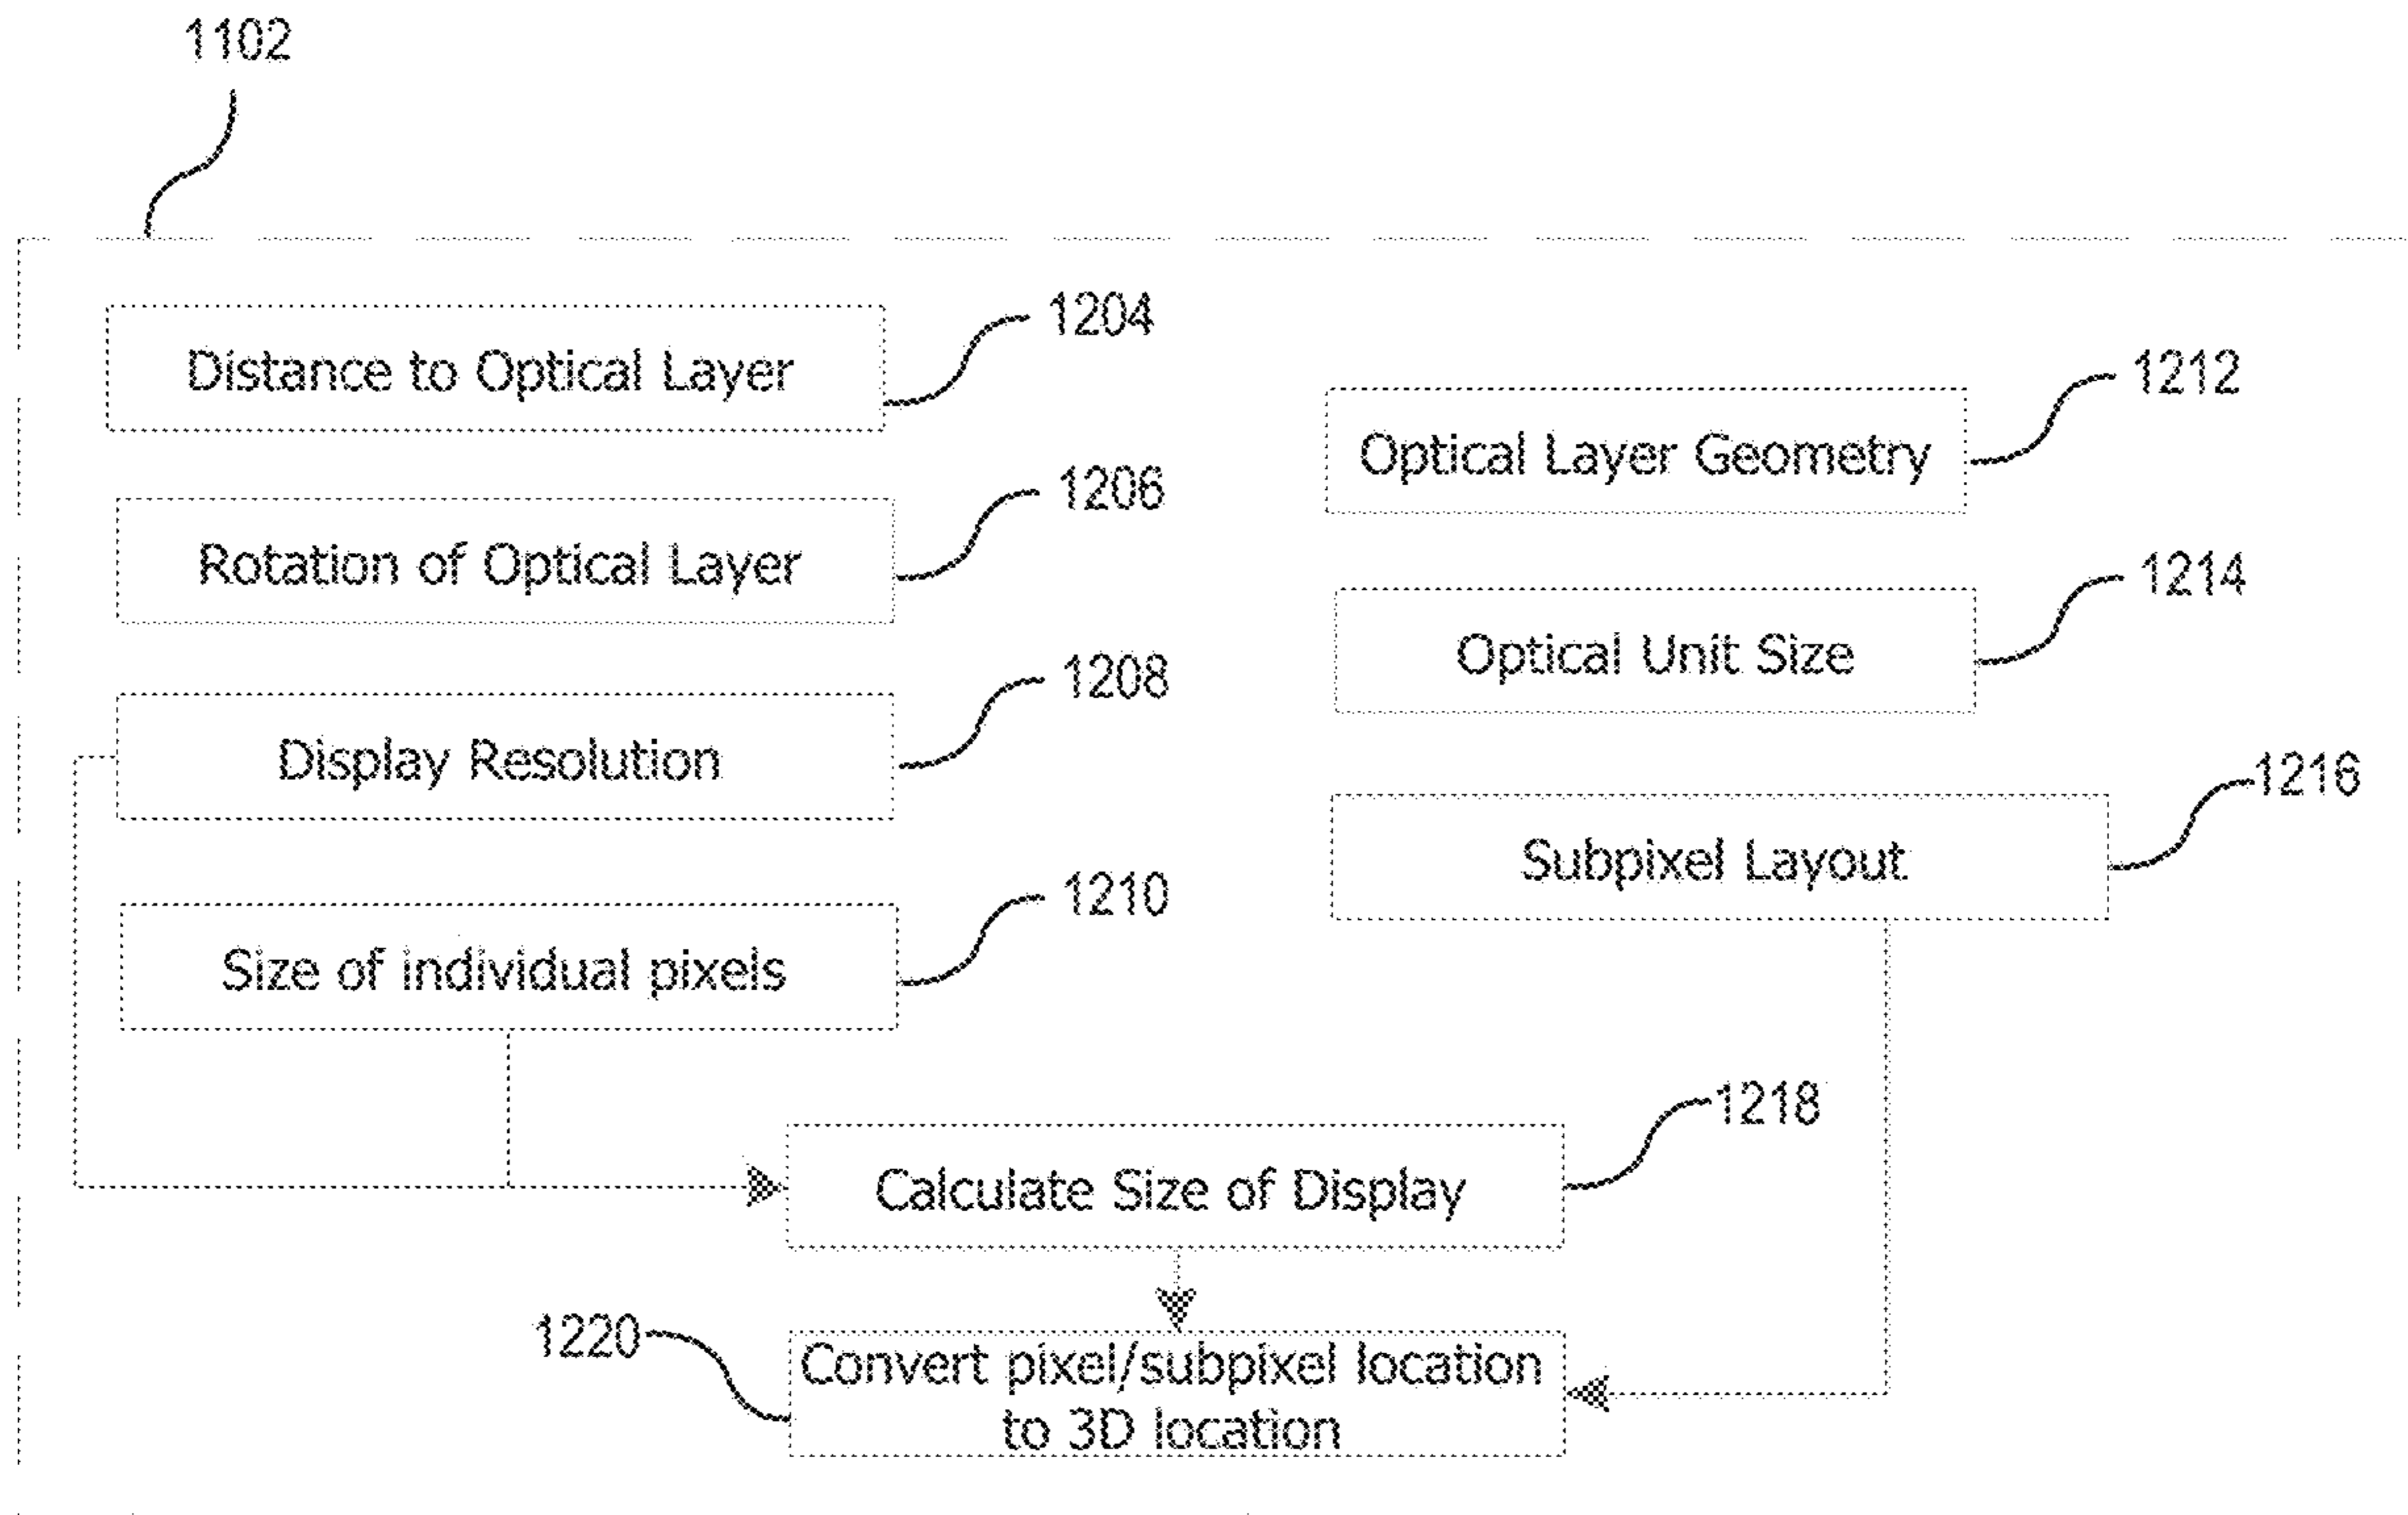 1102
Distance to Optical Layer
1204
Rotation of Optical Layer
1206
Display Resolution
1208
Size of individual pixels
1210
Optical Layer Geometry
1212
Optical Unit Size
1214
Subpixel Layout
1216
Calculate Size of Display
1218
1220
Convert pixel/subpixel location
to 3D location